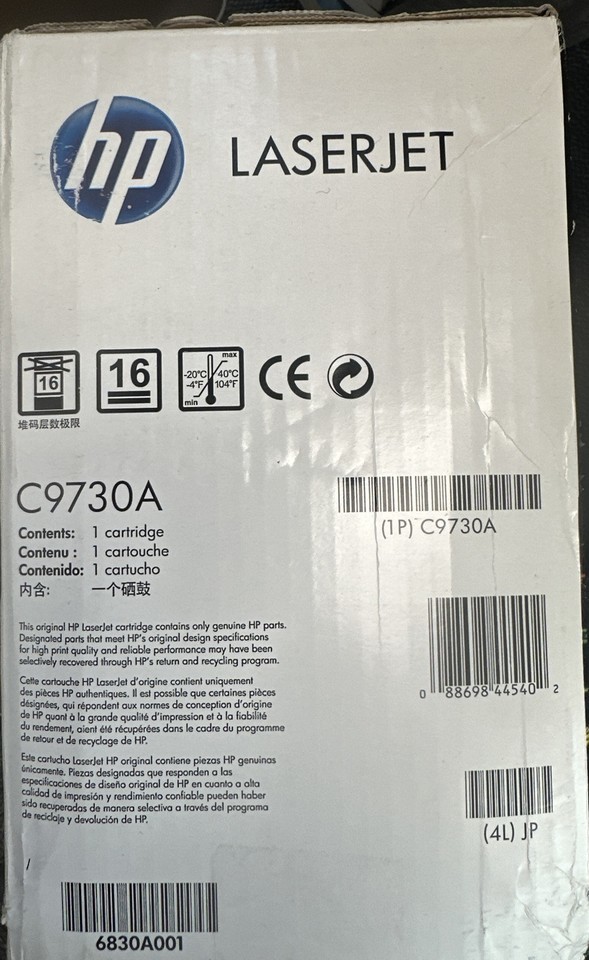 hp LASERJET
max
16 16 -20°C 40°C CE
-4°F 104°F
min
堆码层数极限
C9730A
(1P) C9730A
Contents: 1 cartridge
Contenu : 1 cartouche
Contenido: 1 cartucho
内含: 一个硒鼓
This original HP LaserJet cartridge contains only genuine HP parts.
Designated parts that meet HP's original design specifications
for high print quality and reliable performance may have been
selectively recovered through HP's return and recycling program.
0 88698 44540 2
Cette cartouche HP LaserJet d'origine contient uniquement
des pièces HP authentiques. Il est possible que certaines pièces
désignées, qui répondent aux normes de conception d'origine
de HP quant à la grande qualité d'impression et à la fiabilité
du rendement, aient été récupérées dans le cadre du programme
de retour et de recyclage de HP.
Este cartucho LaserJet HP original contiene piezas HP genuinas
únicamente. Piezas designadas que responden a las
especificaciones de diseño original de HP en cuanto a alta
calidad de impresión y rendimiento confiable pueden haber
sido recuperadas de manera selectiva a través del programa
de reciclaje y devolución de HP.
(4L) JP
/
6830A001